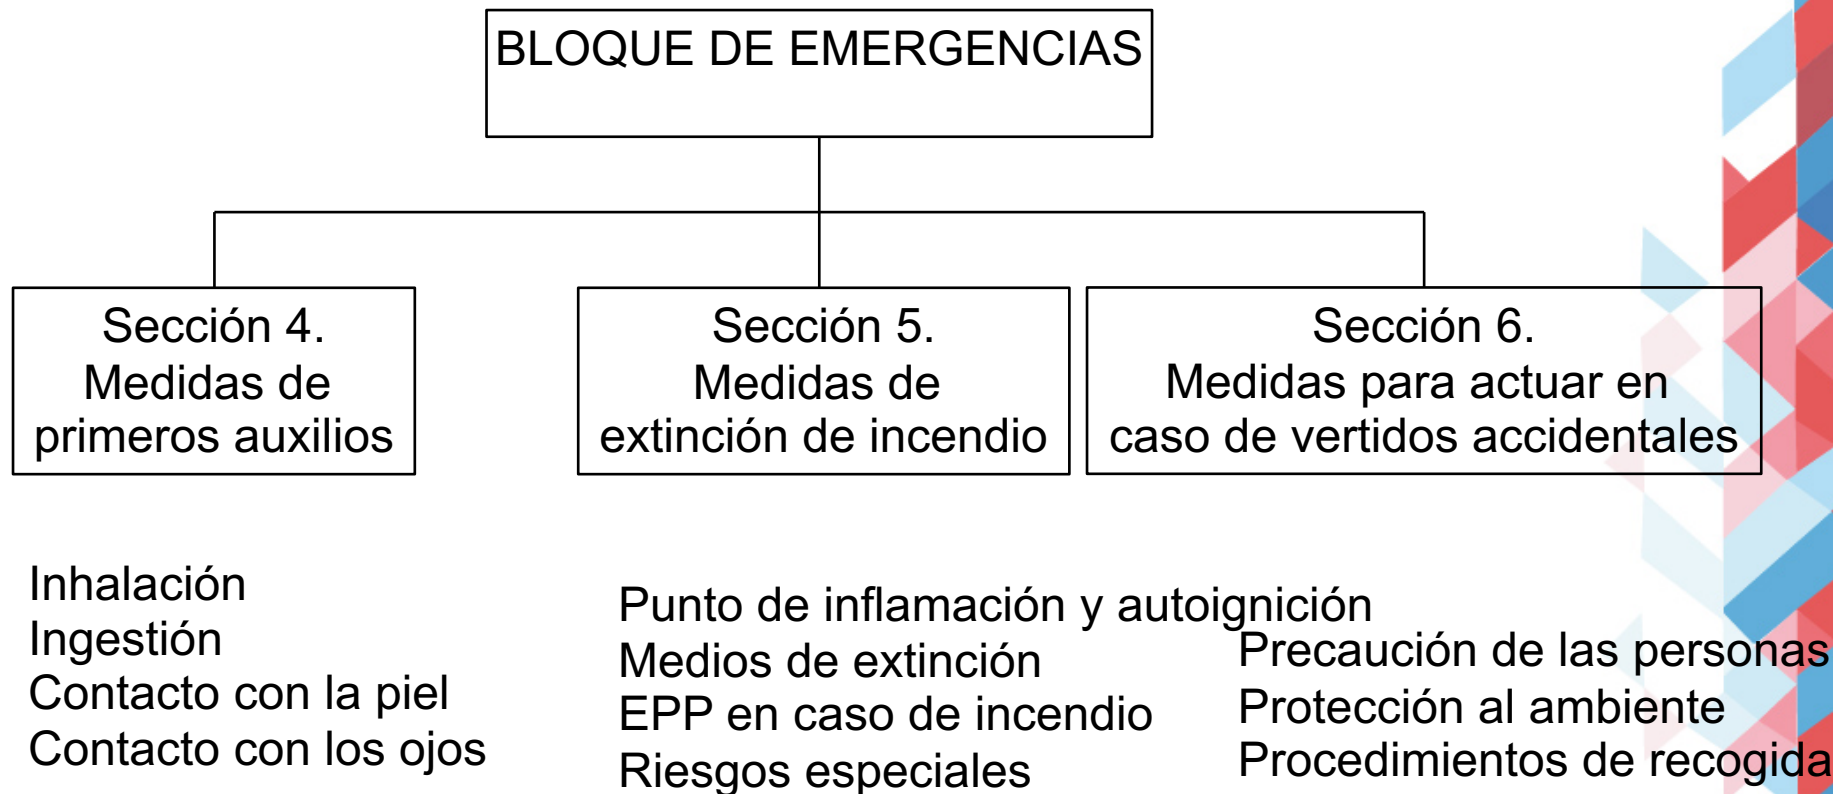 BLOQUE DE EMERGENCIAS
Sección 4.
Medidas de
primeros auxilios
Sección 5.
Medidas de
extinción de incendio
Sección 6.
Medidas para actuar en
caso de vertidos accidentales
Inhalación
Ingestión
Contacto con la piel
Contacto con los ojos
Punto de inflamación y autoignición
Medios de extinción
EPP en caso de incendio
Riesgos especiales
Precaución de las personas
Protección al ambiente
Procedimientos de recogida